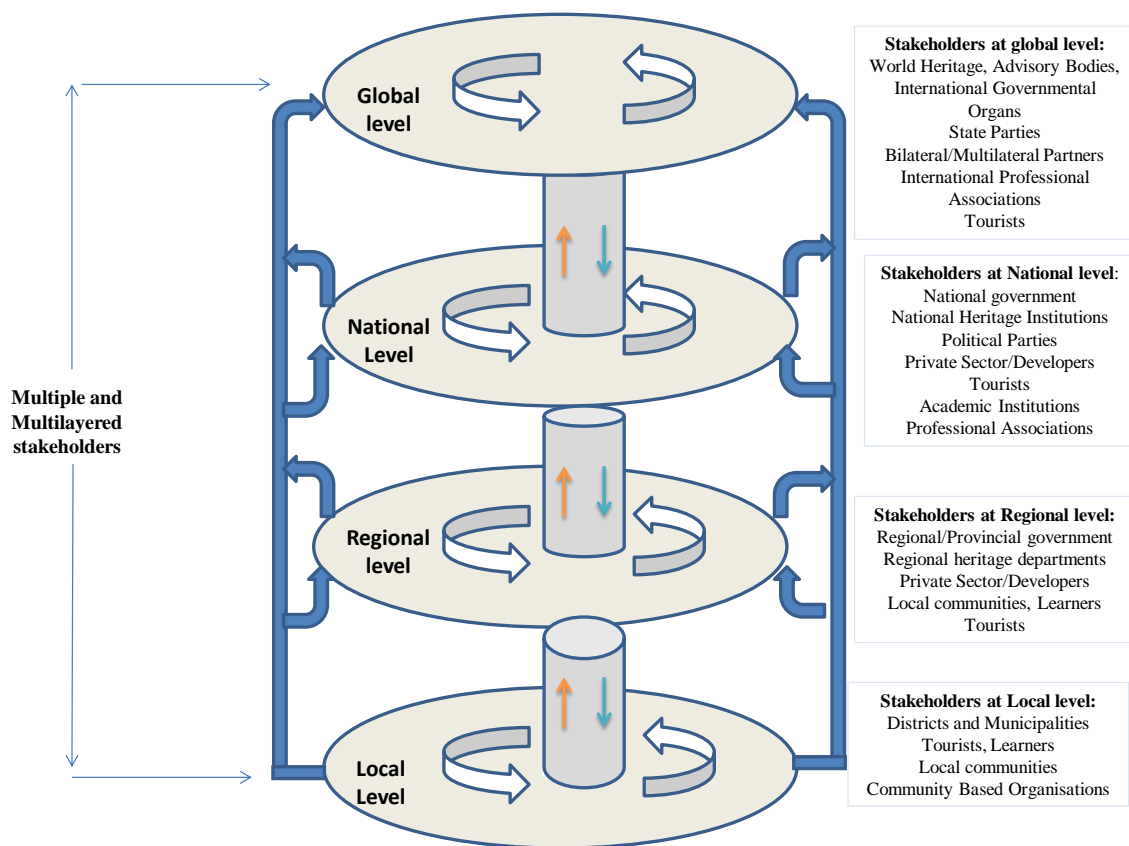 Global
level
National
Level
Regional
level
Local
Level
Multiple and
Multilayered
stakeholders
Stakeholders at global level:
World Heritage, Advisory Bodies,
International Governmental
Organs
State Parties
Bilateral/Multilateral Partners
International Professional
Associations
Tourists
Stakeholders at National level:
National government
National Heritage Institutions
Political Parties
Private Sector/Developers
Tourists
Academic Institutions
Professional Associations
Stakeholders at Regional level:
Regional/Provincial government
Regional heritage departments
Private Sector/Developers
Local communities, Learners
Tourists
Stakeholders at Local level:
Districts and Municipalities
Tourists, Learners
Local communities
Community Based Organisations